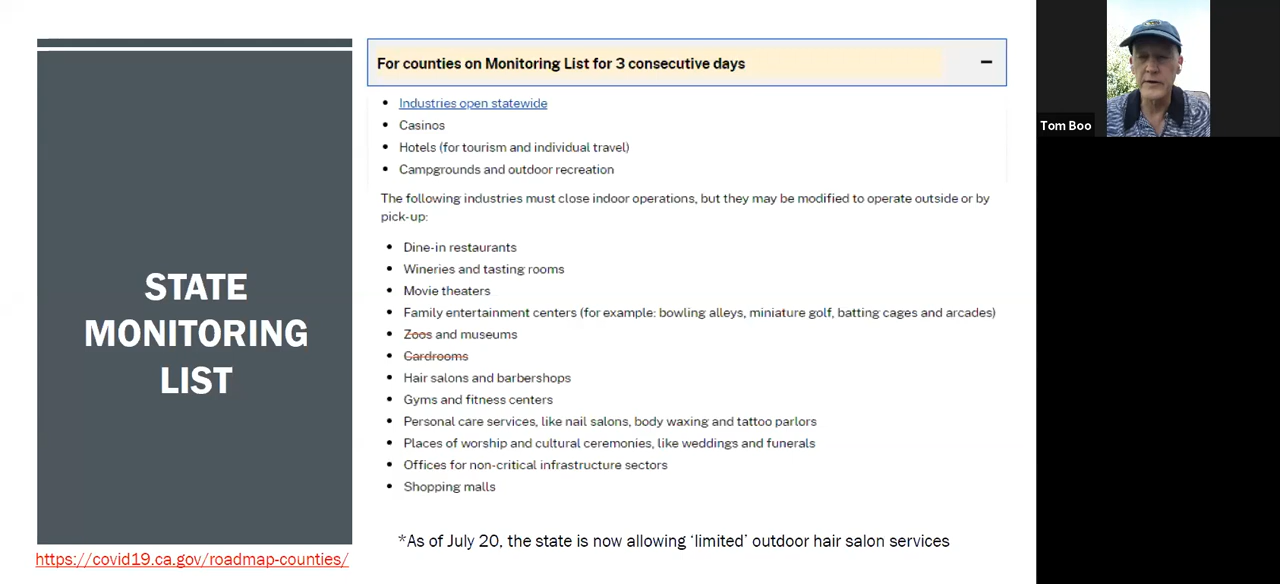 STATE
MONITORING
LIST
https://covid19.ca.gov/roadmap-counties/
For counties on Monitoring List for 3 consecutive days
Industries open statewide
Casinos
Hotels (for tourism and individual travel)
Campgrounds and outdoor recreation
The following industries must close indoor operations, but they may be modified to operate outside or by
pick-up:
Dine-in restaurants
Wineries and tasting rooms
Movie theaters
Family entertainment centers (for example: bowling alleys, miniature golf, batting cages and arcades)
Zoos and museums
Cardrooms
Hair salons and barbershops
Gyms and fitness centers
Personal care services, like nail salons, body waxing and tattoo parlors
Places of worship and cultural ceremonies, like weddings and funerals
Offices for non-critical infrastructure sectors
Shopping malls
*As of July 20, the state is now allowing ‘limited’ outdoor hair salon services
Tom Boo